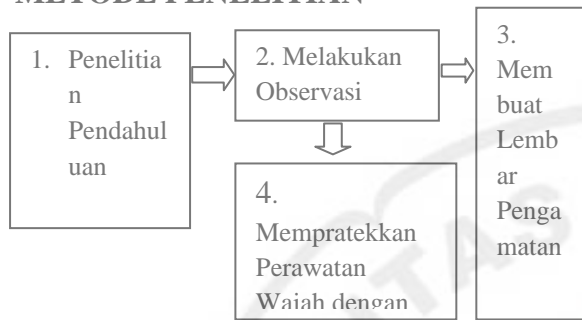 METODE PENELITIAN
1. Penelitia
n
Pendahul
uan
2. Melakukan
Observasi
3.
Mem
buat
Lemb
ar
Penga
matan
4.
Mempratekkan
Perawatan
Wajah dengan